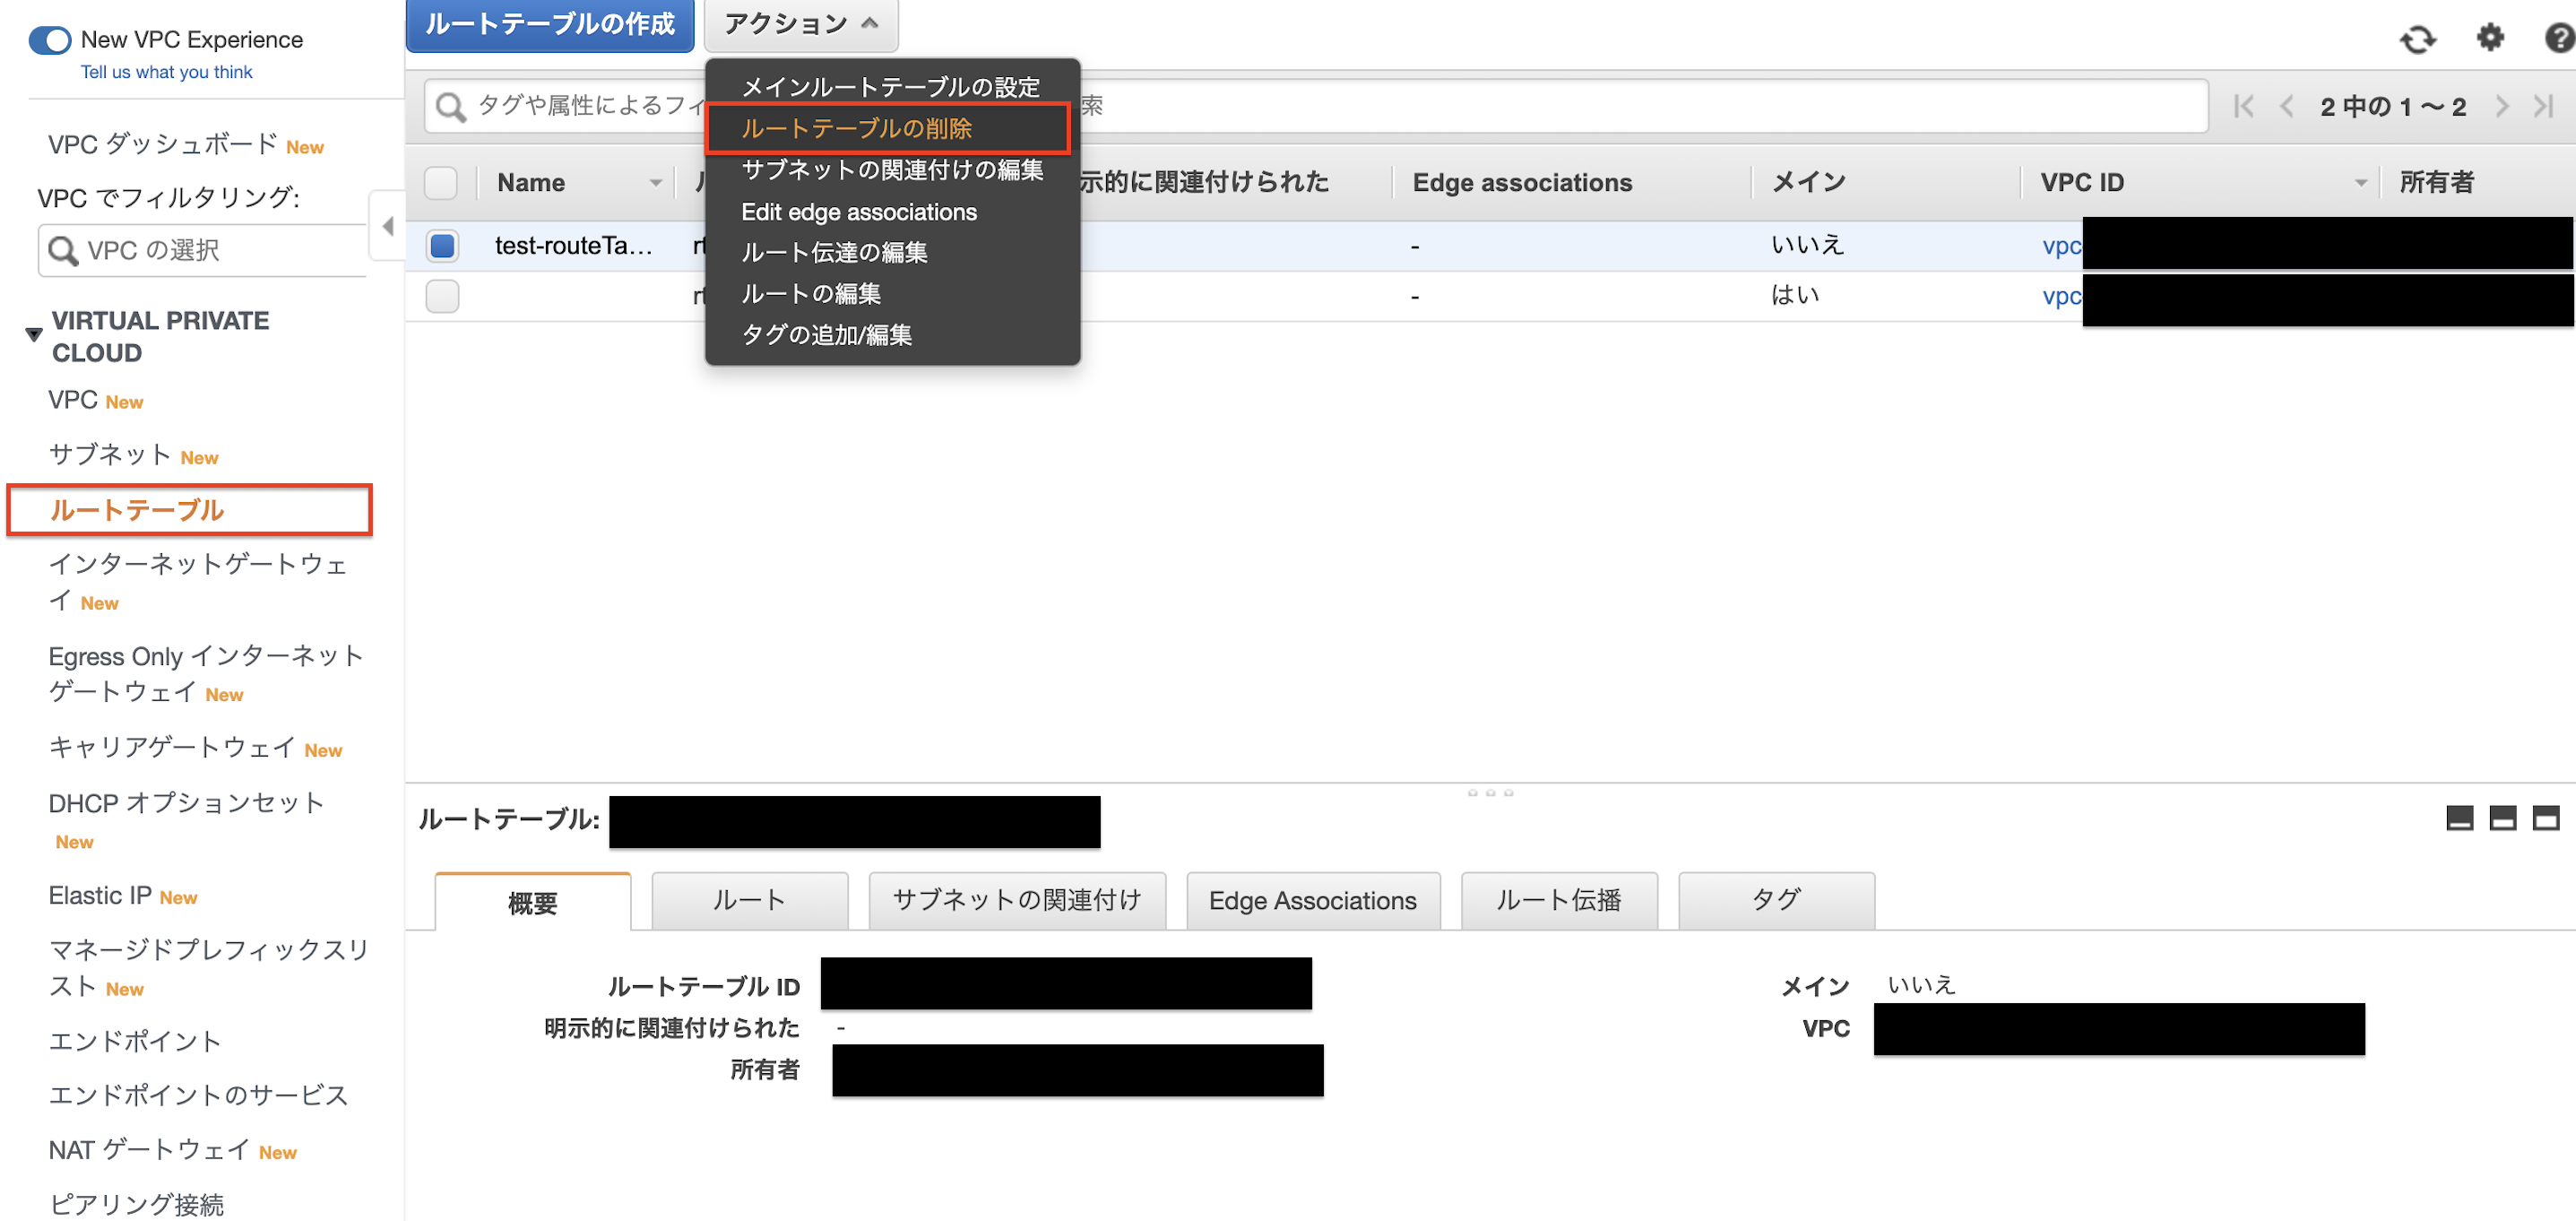 New VPC Experience
Tell us what you think
VPC ダッシュボード New
VPC でフィルタリング:
VPC の選択
VIRTUAL PRIVATE
CLOUD
VPC New
サブネット New
ルートテーブル
インターネットゲートウェ
イ New
Egress Only インターネット
ゲートウェイ New
キャリアゲートウェイ New
DHCP オプションセット
New
Elastic IP New
マネージドプレフィックスリ
スト New
エンドポイント
エンドポイントのサービス
NAT ゲートウェイ New
ピアリング接続
ルートテーブルの作成 アクション
メインルートテーブルの設定
ルートテーブルの削除
サブネットの関連付けの編集
Edit edge associations
ルート伝達の編集
ルートの編集
タグの追加/編集
タグや属性によるフィ 索 2 中の 1 〜 2
Name 示的に関連付けられた Edge associations メイン VPC ID 所有者
test-routeTa… - いいえ vpc
- はい vpc
ルートテーブル:
概要 ルート サブネットの関連付け Edge Associations ルート伝播 タグ
ルートテーブル ID メイン いいえ
明示的に関連付けられた - VPC
所有者